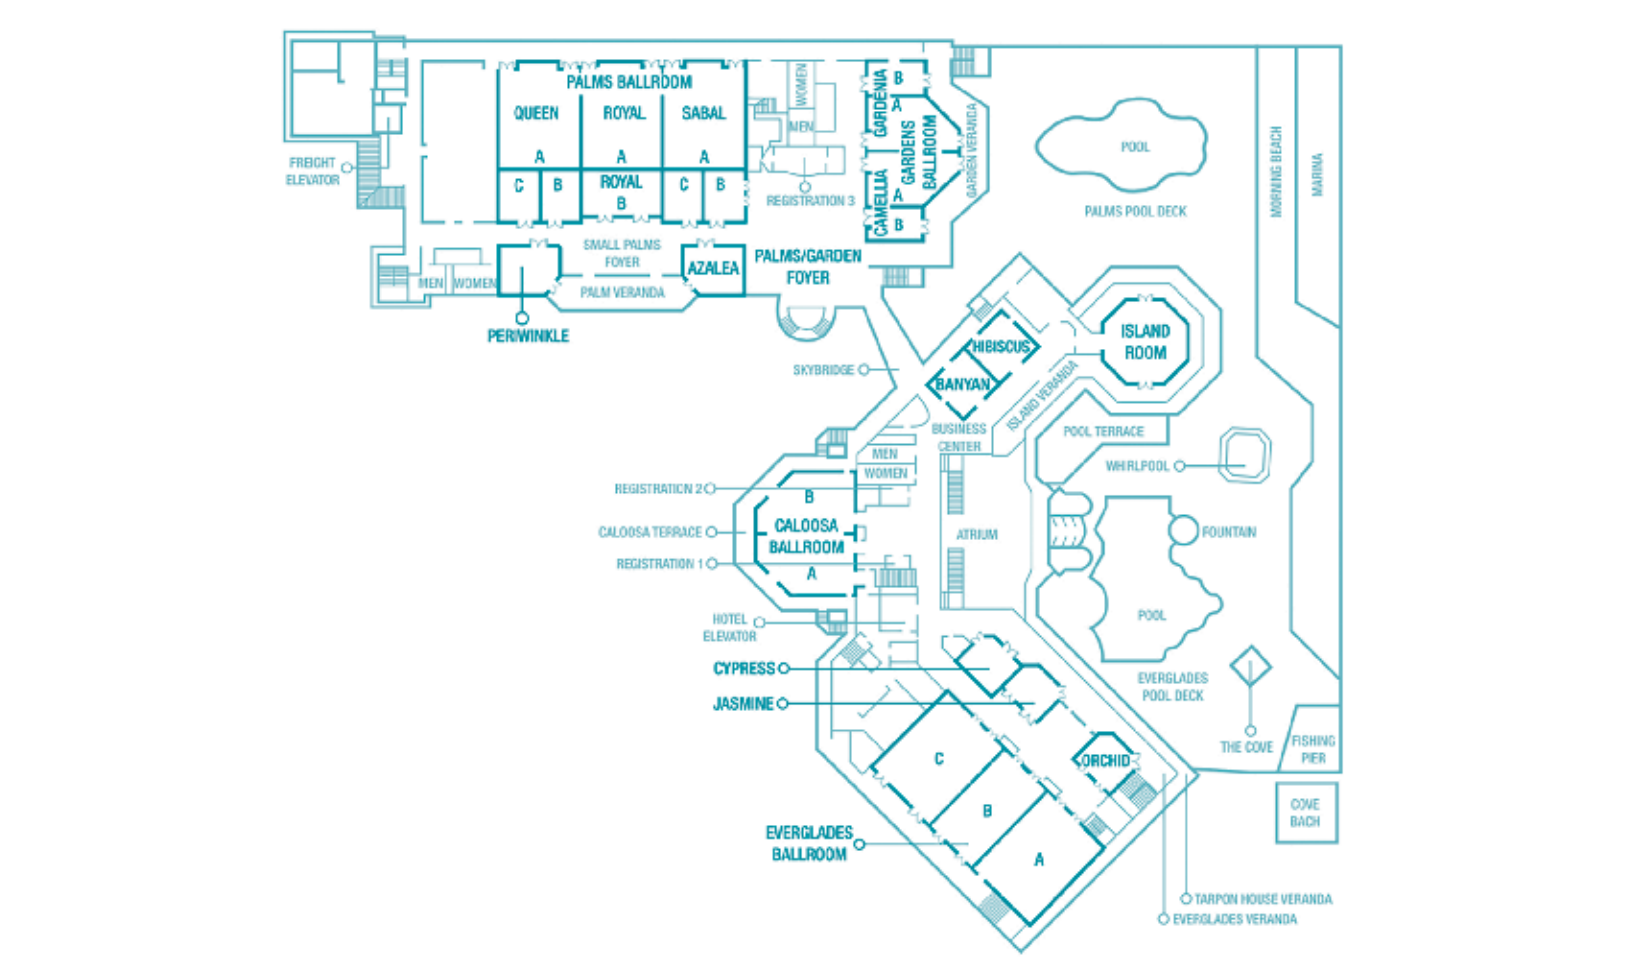 PALMS BALLROOM
QUEEN
ROYAL
SABAL
A
A
A
C
B
ROYAL
B
C
B
WOMEN
MEN
REGISTRATION 3
FREIGHT
ELEVATOR
GARDENIA
B
A
GARDENS
BALLROOM
CAMELLIA
A
B
GARDEN VERANDA
POOL
PALMS POOL DECK
MORNING BEACH
MARINA
MEN
WOMEN
SMALL PALMS
FOYER
PALM VERANDA
AZALEA
PALMS/GARDEN
FOYER
PERIWINKLE
SKYBRIDGE
HIBISCUS
BANYAN
ISLAND
ROOM
ISLAND VERANDA
BUSINESS
CENTER
POOL TERRACE
WHIRLPOOL
MEN
WOMEN
REGISTRATION 2
B
CALOOSA
BALLROOM
A
CALOOSA TERRACE
REGISTRATION 1
ATRIUM
FOUNTAIN
POOL
HOTEL
ELEVATOR
CYPRESS
JASMINE
EVERGLADES
POOL DECK
THE COVE
FISHING
PIER
ORCHID
C
B
A
EVERGLADES
BALLROOM
COVE
BACH
TARPON HOUSE VERANDA
EVERGLADES VERANDA